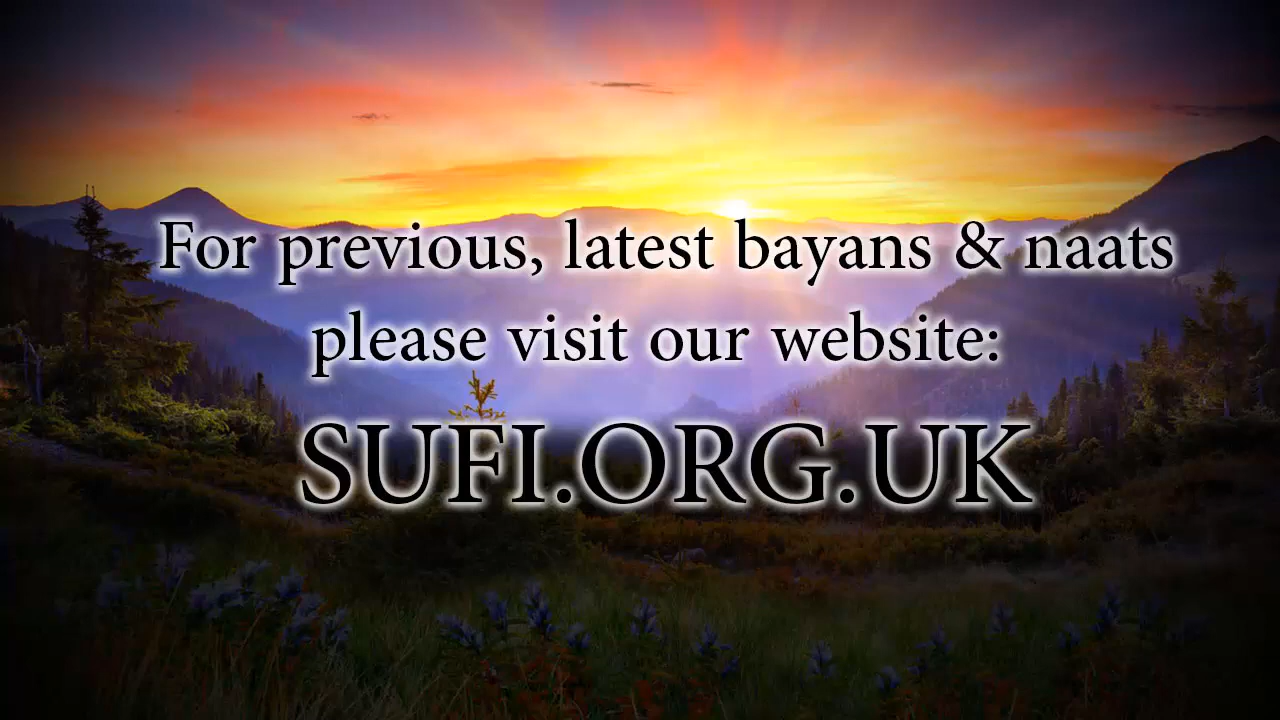 For previous, latest bayans & naats
please visit our website:
SUFI.ORG.UK